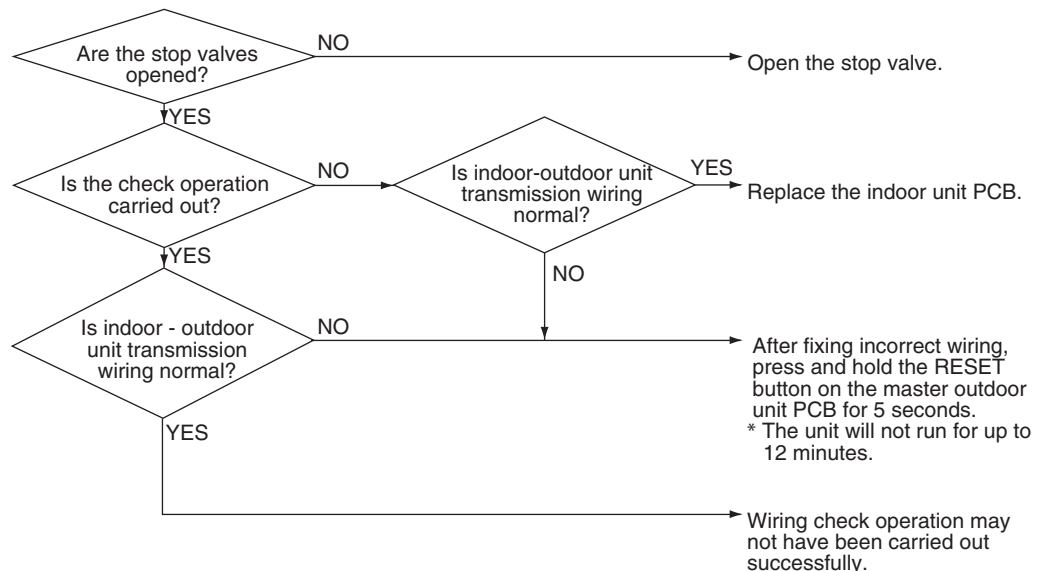 Are the stop valves
opened?
NO
Open the stop valve.
YES
Is the check operation
carried out?
NO
Is indoor-outdoor unit
transmission wiring
normal?
YES
Replace the indoor unit PCB.
YES
NO
Is indoor - outdoor
unit transmission
wiring normal?
NO
After fixing incorrect wiring,
press and hold the RESET
button on the master outdoor
unit PCB for 5 seconds.
* The unit will not run for up to
12 minutes.
YES
Wiring check operation may
not have been carried out
successfully.